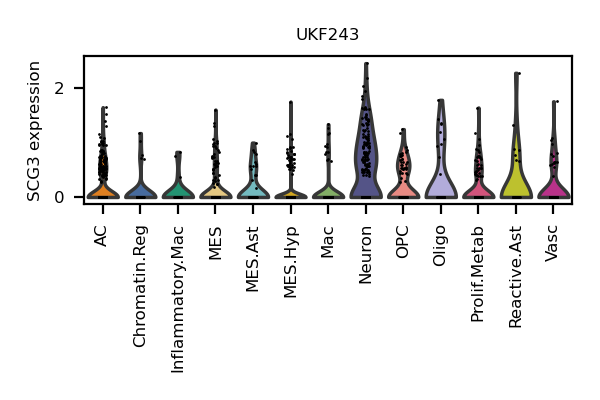 UKF243
SCG3 expression
2
0
AC
Chromatin.Reg
Inflammatory.Mac
MES
MES.Ast
MES.Hyp
Mac
Neuron
OPC
Oligo
Prolif.Metab
Reactive.Ast
Vasc